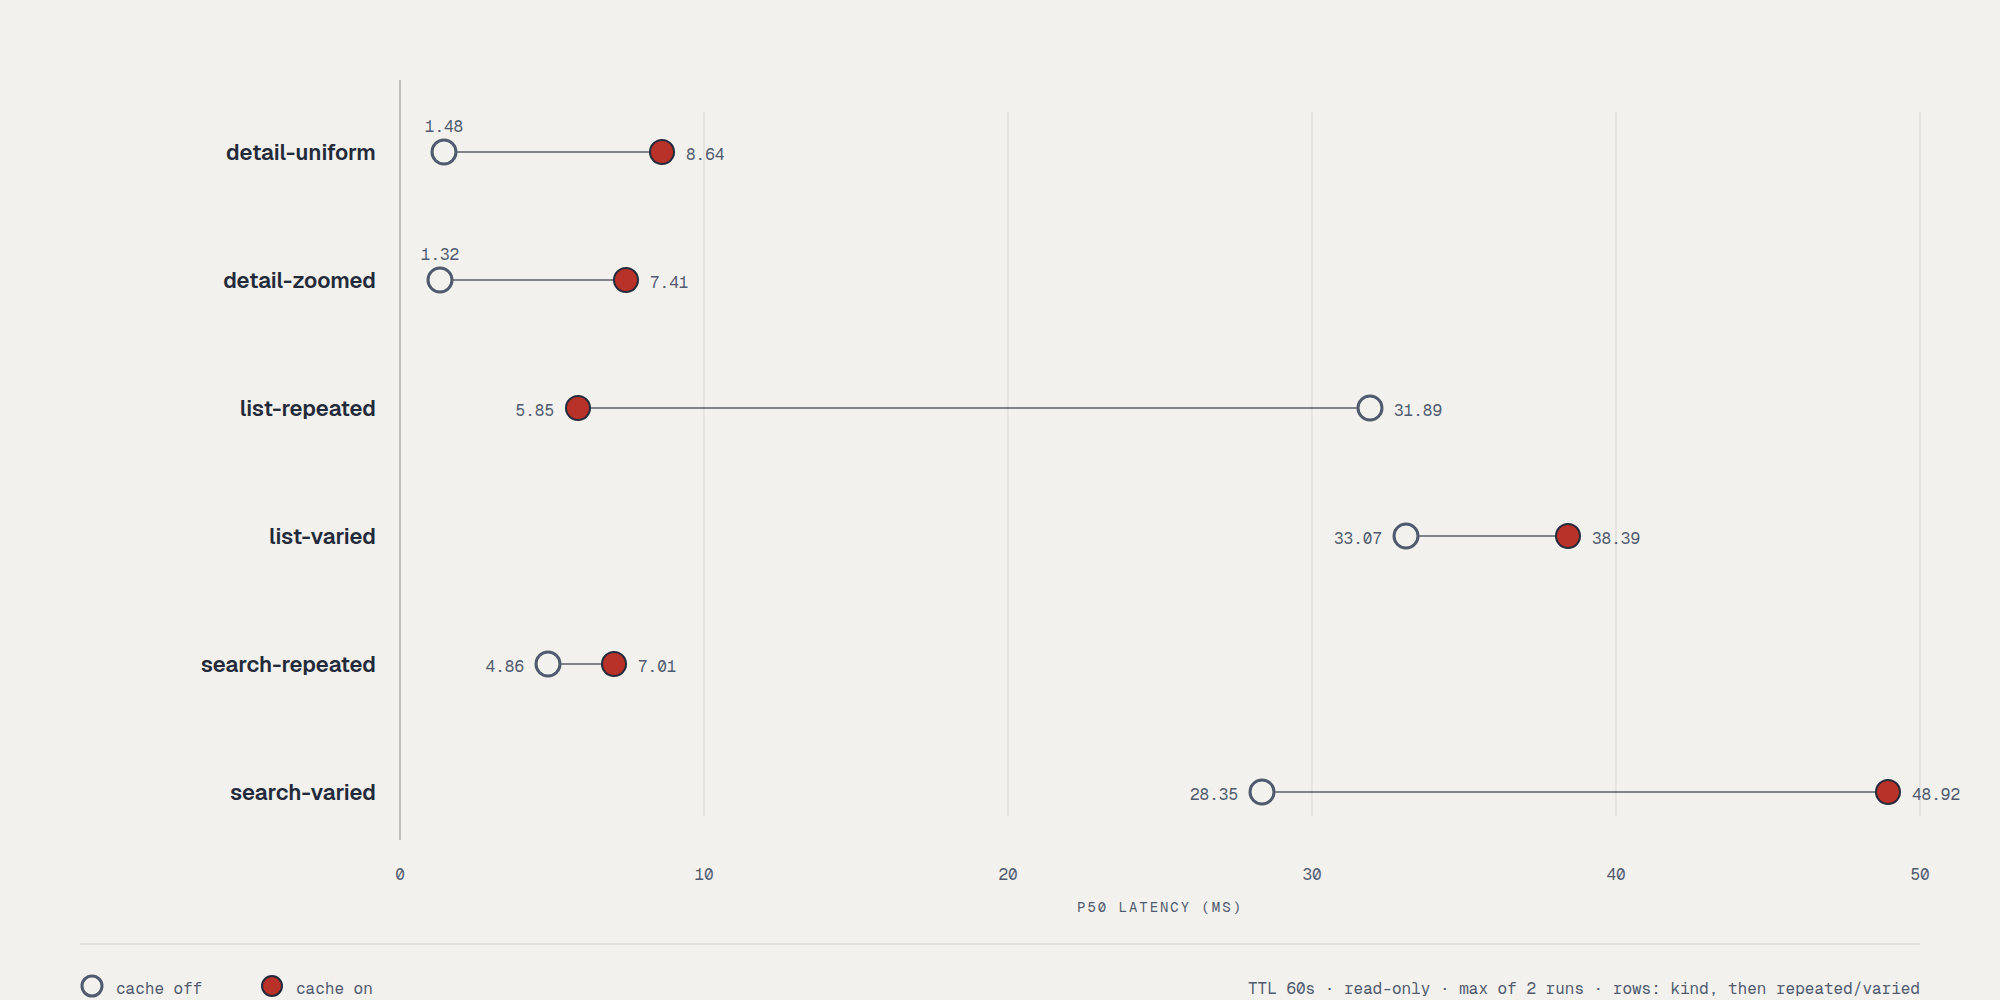 1.48
detail-uniform 8.64
1.32
detail-zoomed 7.41
list-repeated 5.85 31.89
list-varied 33.07 38.39
search-repeated 4.86 7.01
search-varied 28.35 48.92
0 10 20 30 40 50
P50 LATENCY (MS)
cache off cache on TTL 60s · read-only · max of 2 runs · rows: kind, then repeated/varied